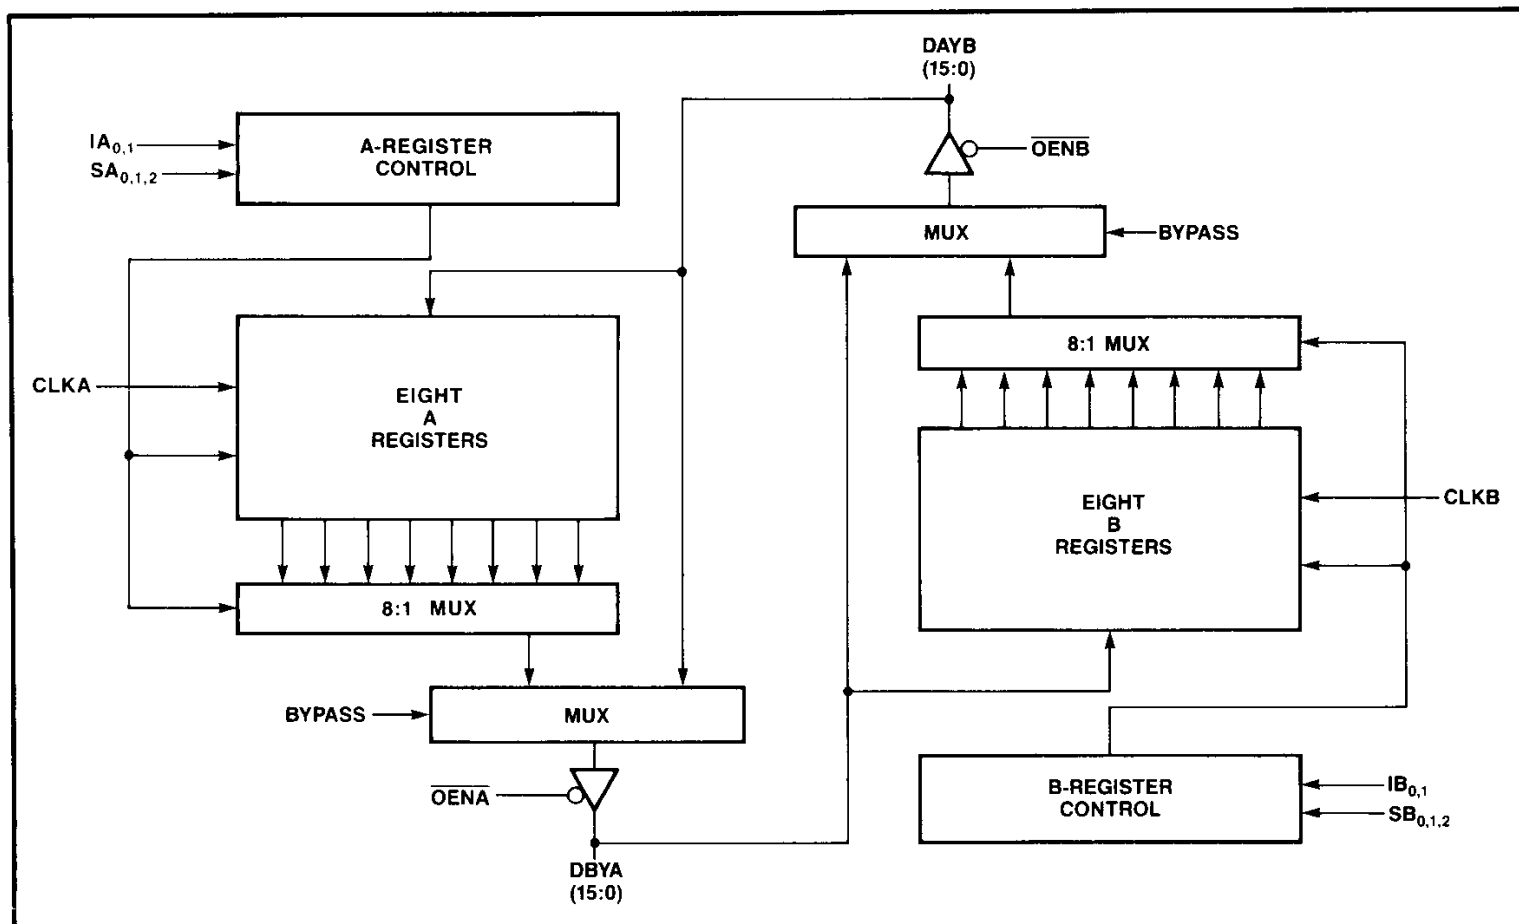 DAYB
(15:0)
IA0,1
SA0,1,2
A-REGISTER
CONTROL
OENB
MUX
BYPASS
CLKA
EIGHT
A
REGISTERS
8:1 MUX
EIGHT
B
REGISTERS
CLKB
8:1 MUX
BYPASS
MUX
OENA
B-REGISTER
CONTROL
IB0,1
SB0,1,2
DBYA
(15:0)